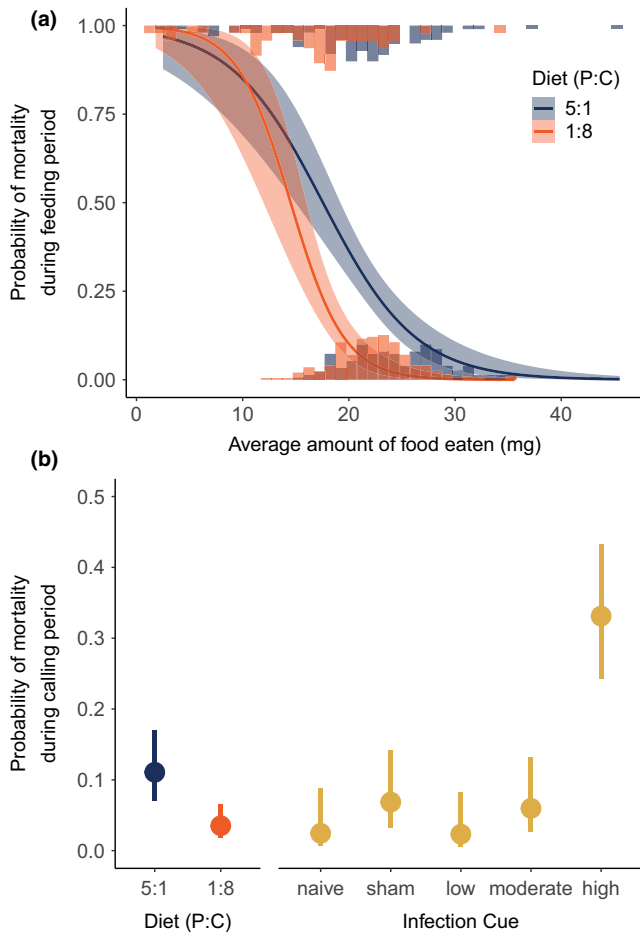 (a)
1.00
0.75
0.50
0.25
0.00
Probability of mortality
during feeding period
Diet (P:C)
5:1
1:8
0 10 20 30 40
Average amount of food eaten (mg)
(b)
0.5
0.4
0.3
0.2
0.1
0.0
Probability of mortality
during calling period
5:1 1:8 naive sham low moderate high
Diet (P:C) Infection Cue